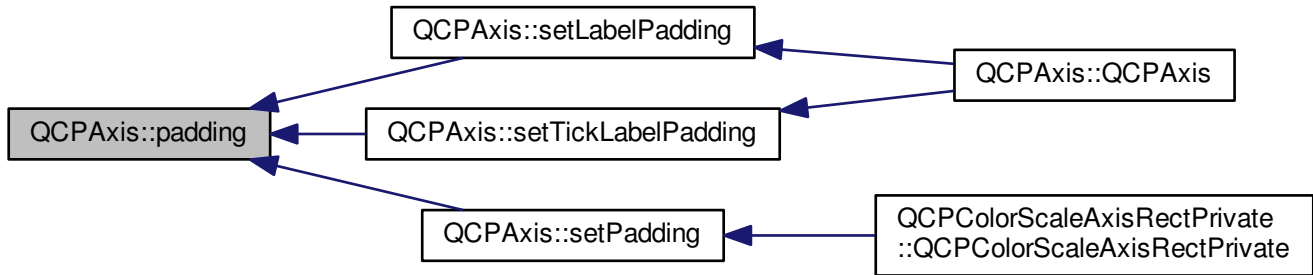 QCPAxis::padding
QCPAxis::setLabelPadding
QCPAxis::setTickLabelPadding
QCPAxis::setPadding
QCPAxis::QCPAxis
QCPColorScaleAxisRectPrivate
::QCPColorScaleAxisRectPrivate